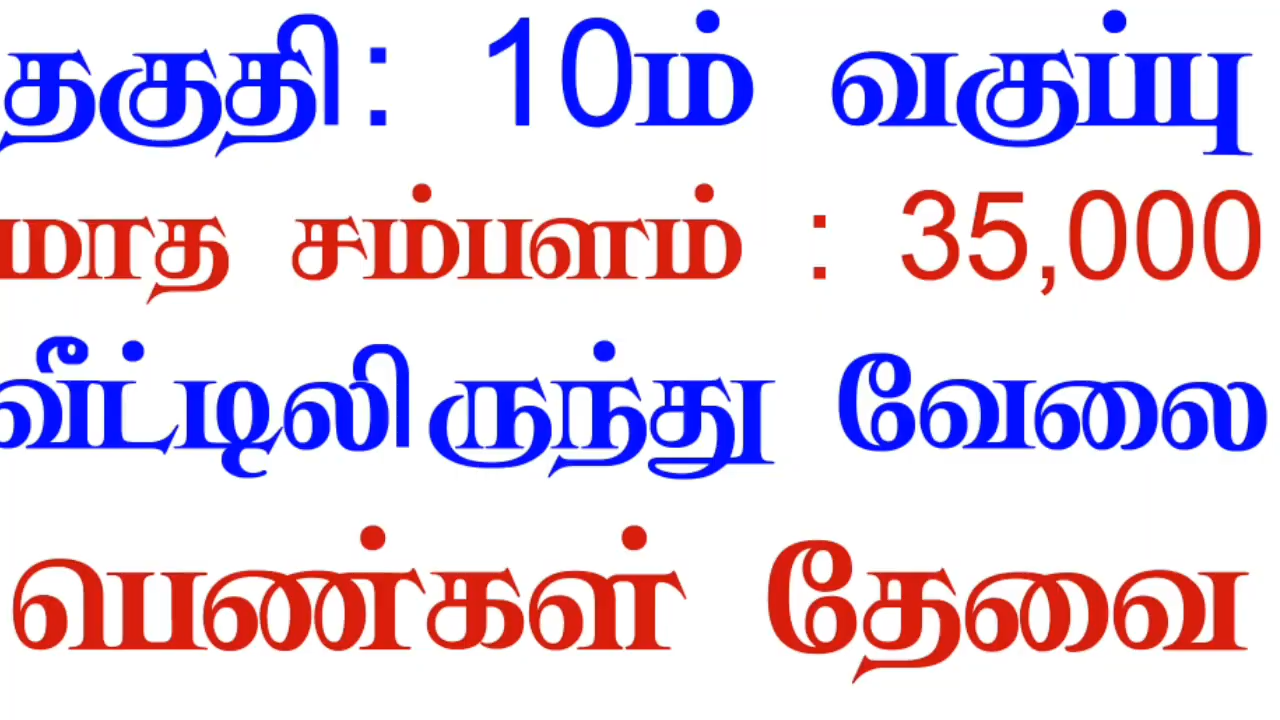 தகுதி: 10ம் வகுப்பு
மாத சம்பளம் : 35,000
வீட்டிலிருந்து வேலை
பெண்கள் தேவை